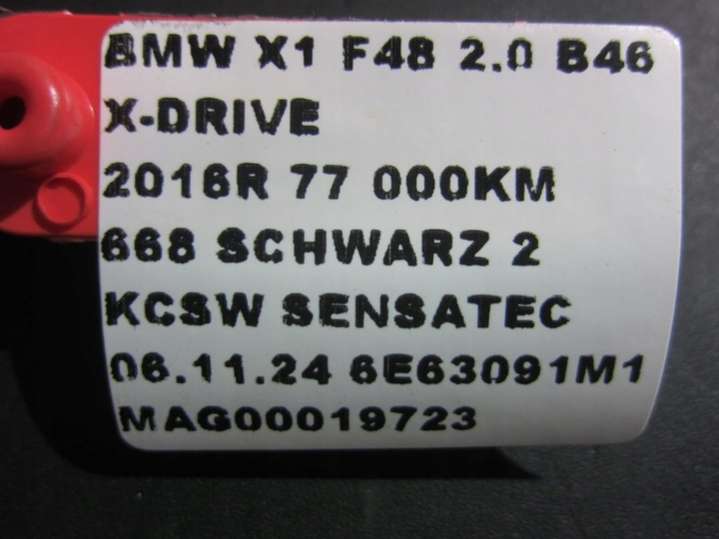 BMW X1 F48 2.0 B46
X-DRIVE
2016R 77 000KM
668 SCHWARZ 2
KCSW SENSATEC
06.11.24 6E63091M1
MAG00019723